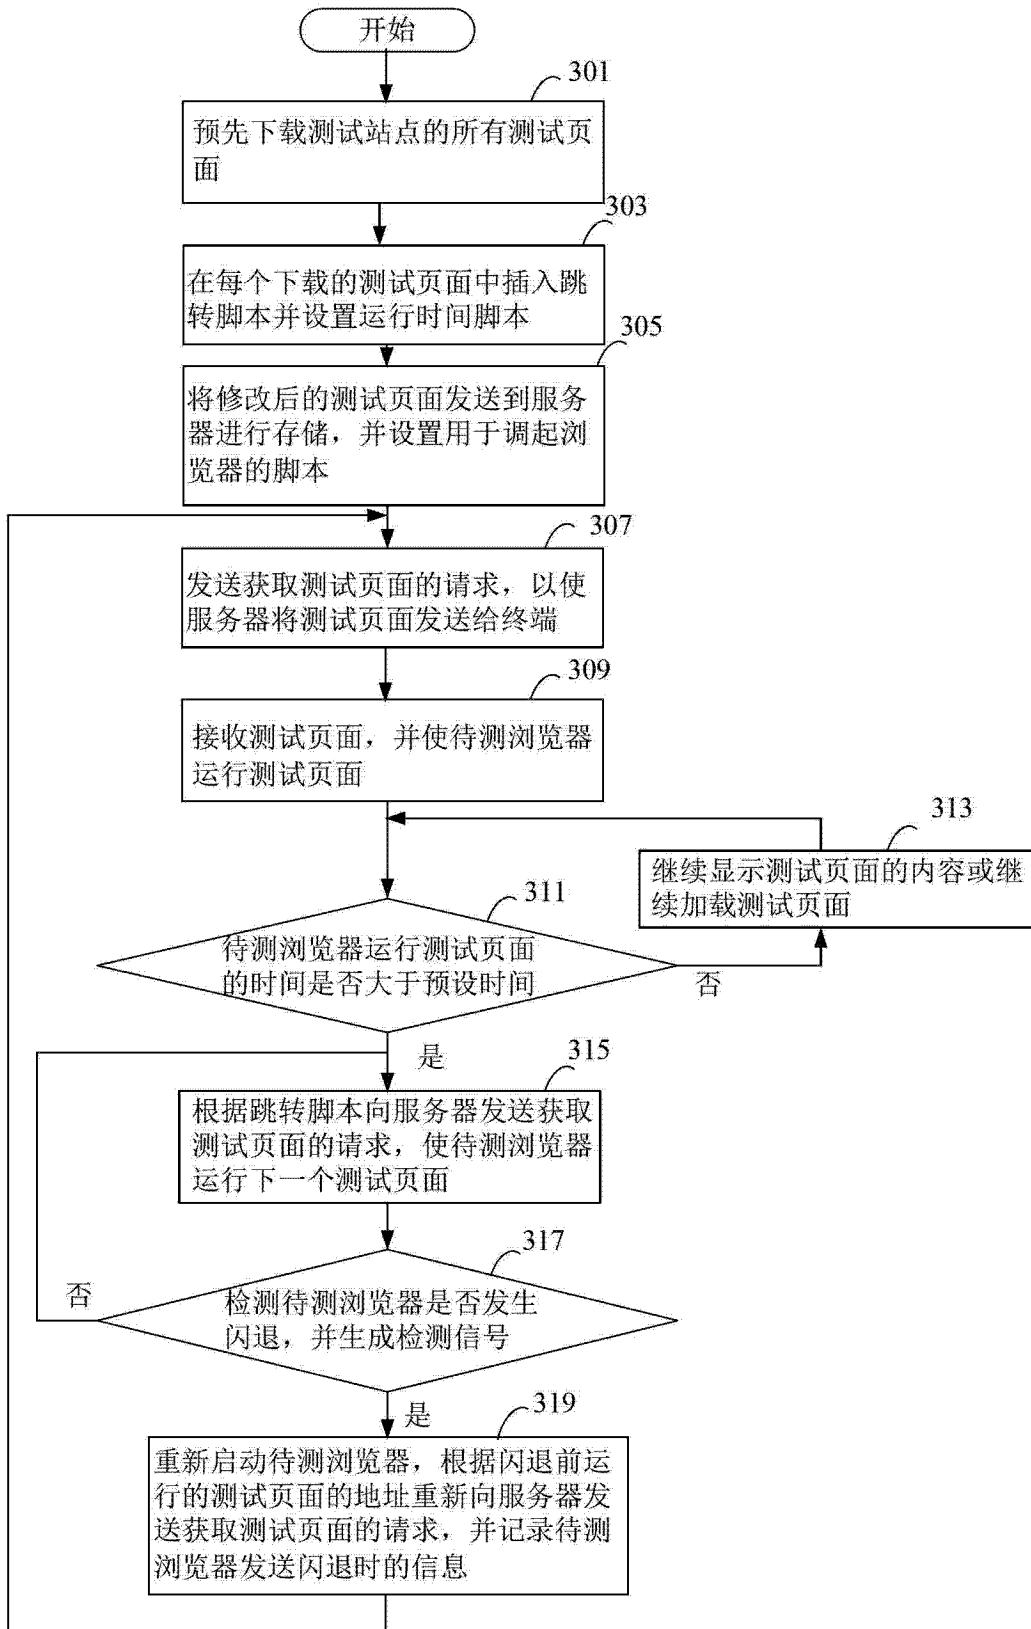 开始
301
预先下载测试站点的所有测试页
面
303
在每个下载的测试页面中插入跳
转脚本并设置运行时间脚本
305
将修改后的测试页面发送到服务
器进行存储，并设置用于调起浏
览器的脚本
307
发送获取测试页面的请求，以使
服务器将测试页面发送给终端
309
接收测试页面，并使待测浏览器
运行测试页面
313
继续显示测试页面的内容或继
续加载测试页面
311
待测浏览器运行测试页面
的时间是否大于预设时间
否
是
315
根据跳转脚本向服务器发送获取
测试页面的请求，使待测浏览器
运行下一个测试页面
317
检测待测浏览器是否发生
闪退，并生成检测信号
否
是
319
重新启动待测浏览器，根据闪退前运
行的测试页面的地址重新向服务器发
送获取测试页面的请求，并记录待测
浏览器发送闪退时的信息